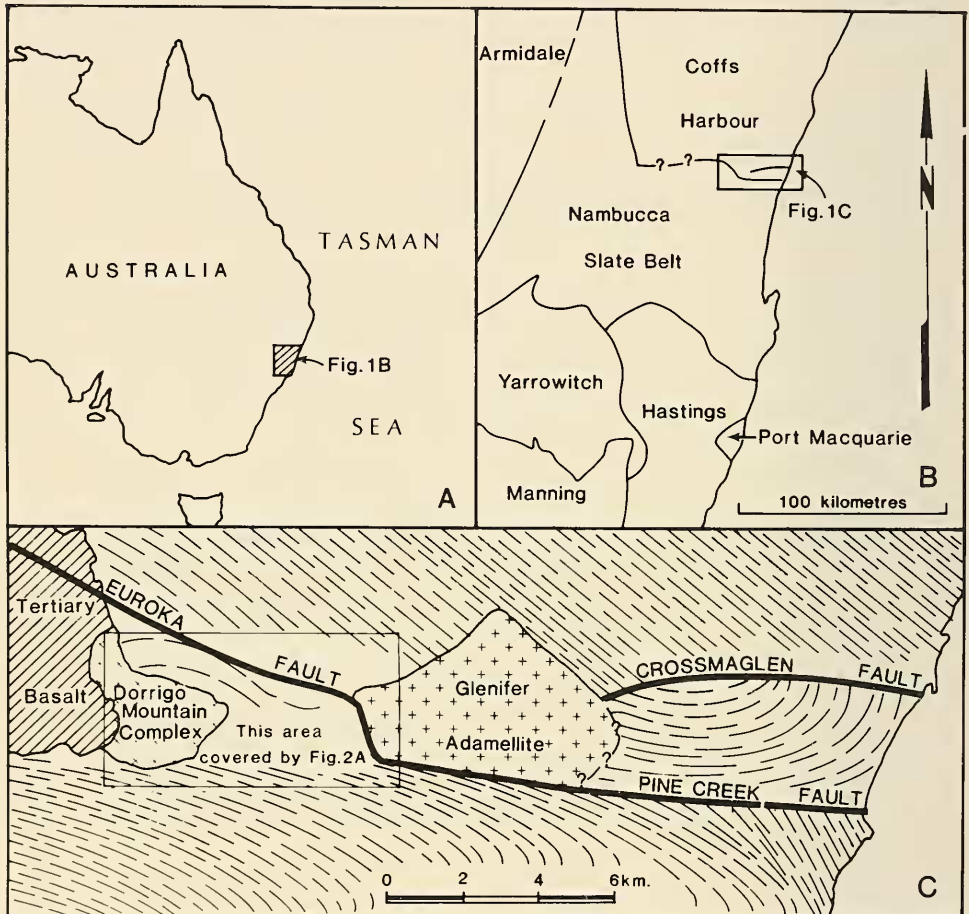 AUSTRALIA
TASMAN
SEA
Fig.1B
A
Armidale
Coffs
Harbour
? ?
Fig.1C
N
Nambucca
Slate Belt
Yarrowitch
Hastings
Port Macquarie
Manning
B
100 kilometres
EUROKA
FAULT
Tertiary
Basalt
Dorrigo
Mountain
Complex
This area
covered by Fig.2A
Glenifer
Adamellite
CROSSMAGLEN FAULT
? ?
PINE CREEK FAULT
0 2 4 6km.
C